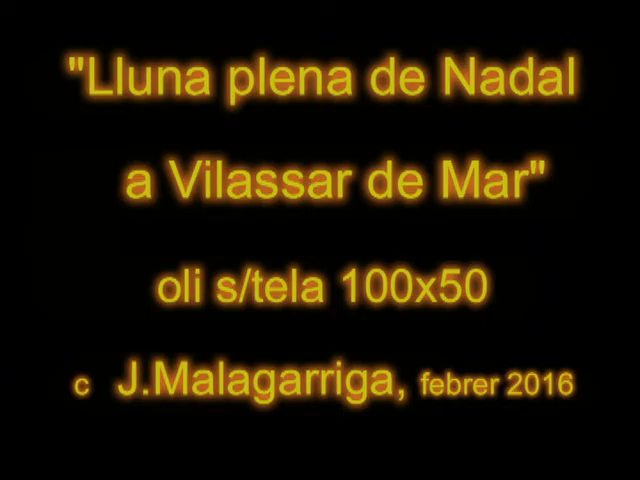 "Lluna plena de Nadal
a Vilassar de Mar"
oli s/tela 100x50
c J.Malagarriga, febrer 2016